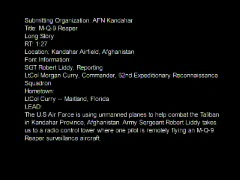 Submitting Organization: AFN Kandahar
Title: M-Q-9 Reaper
Long Story
RT: 1:27
Location: Kandahar Airfield, Afghanistan
Font Information:
SGT Robert Liddy, Reporting
LtCol Morgan Curry, Commander, 62nd Expeditionary Reconnaissance
Squadron
Hometown:
LtCol Curry -- Maitland, Florida
LEAD:
The U.S Air Force is using unmanned planes to help combat the Taliban
in Kandahar Province, Afghanistan. Army Sergeant Robert Liddy takes
us to a radio control tower where one pilot is remotely flying an M-Q-9
Reaper surveillance aircraft.